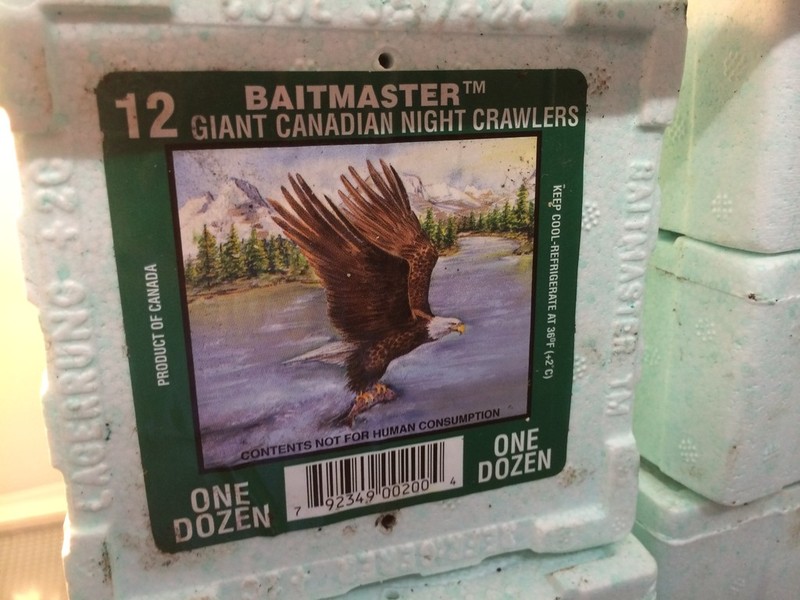 12 BAITMASTER™
GIANT CANADIAN NIGHT CRAWLERS
PRODUCT OF CANADA
KEEP COOL-REFRIGERATE AT 36°F (+2°C)
CONTENTS NOT FOR HUMAN CONSUMPTION
ONE
DOZEN
7 92349 00200 4
ONE
DOZEN
BAITMASTER TM